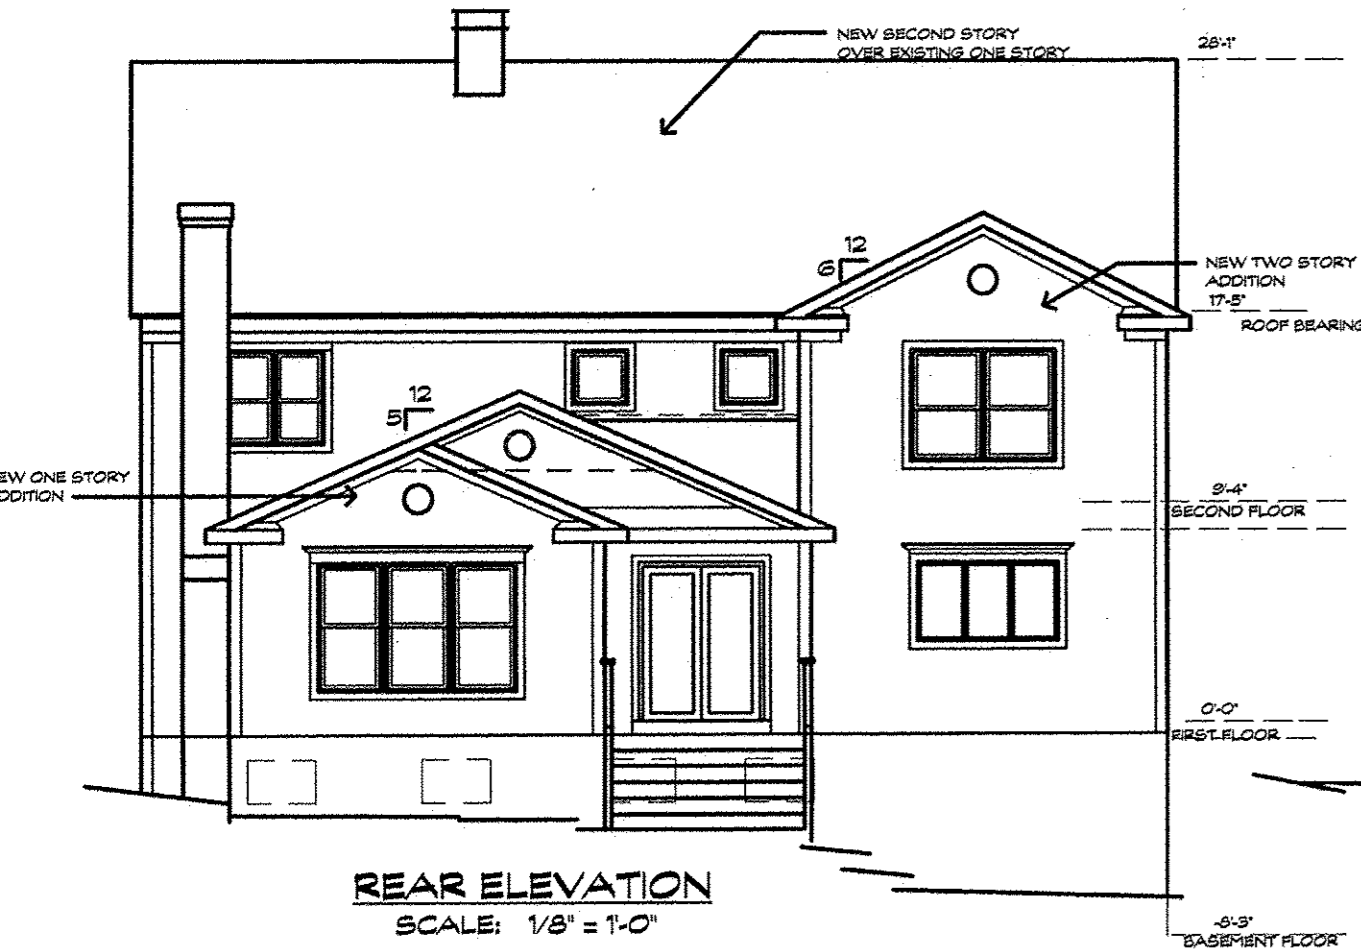 NEW SECOND STORY
OVER EXISTING ONE STORY
28'-1"
12
6
NEW TWO STORY
ADDITION
17'-5"
ROOF BEARING
12
5
EW ONE STORY
DDITION
9'-4"
SECOND FLOOR
0'-0"
FIRST FLOOR
REAR ELEVATION
SCALE: 1/8" = 1'-0"
-8'-3"
BASEMENT FLOOR